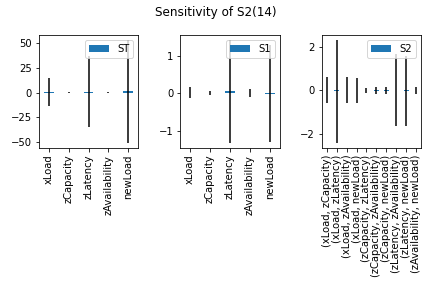 Sensitivity of S2(14)
ST
50
25
0
−25
−50
xLoad
zCapacity
zLatency
zAvailability
newLoad
S1
1
0
−1
xLoad
zCapacity
zLatency
zAvailability
newLoad
S2
2
0
−2
(xLoad, zCapacity)
(xLoad, zLatency)
(xLoad, zAvailability)
(xLoad, newLoad)
(zCapacity, zLatency)
(zCapacity, zAvailability)
(zCapacity, newLoad)
(zLatency, zAvailability)
(zLatency, newLoad)
(zAvailability, newLoad)